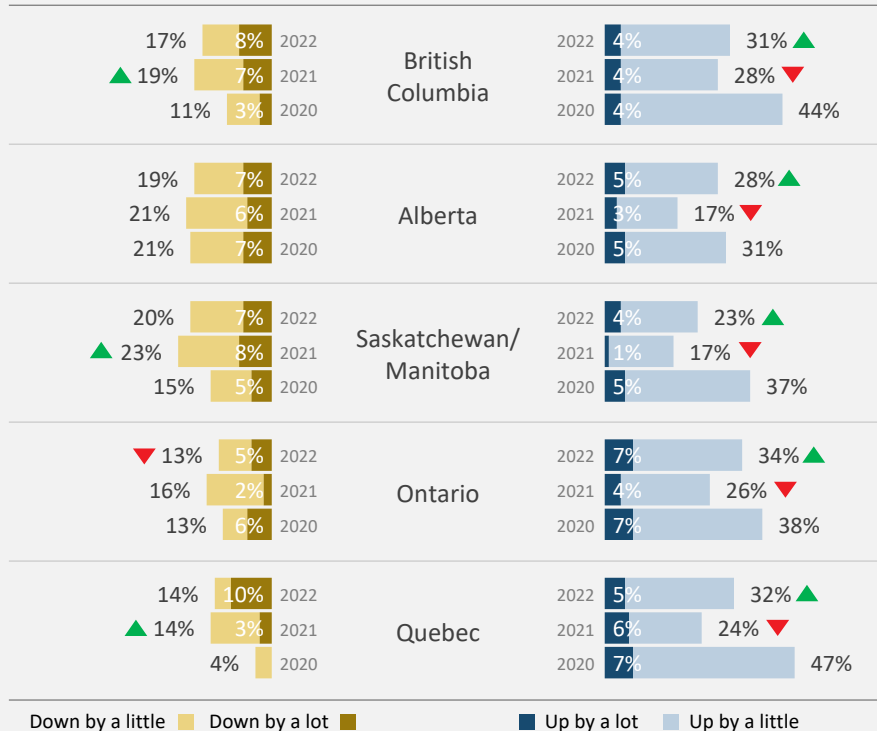 17% 8% 2022 2022 4% 31%
19% 7% 2021 British Columbia 2021 4% 28%
11% 3% 2020 2020 4% 44%
19% 7% 2022 2022 5% 28%
21% 6% 2021 Alberta 2021 3% 17%
21% 7% 2020 2020 5% 31%
20% 7% 2022 2022 4% 23%
23% 8% 2021 Saskatchewan/ Manitoba 2021 1% 17%
15% 5% 2020 2020 5% 37%
13% 5% 2022 2022 7% 34%
16% 2% 2021 Ontario 2021 4% 26%
13% 6% 2020 2020 7% 38%
14% 10% 2022 2022 5% 32%
14% 3% 2021 Quebec 2021 6% 24%
4% 2020 2020 7% 47%
Down by a little Down by a lot Up by a lot Up by a little